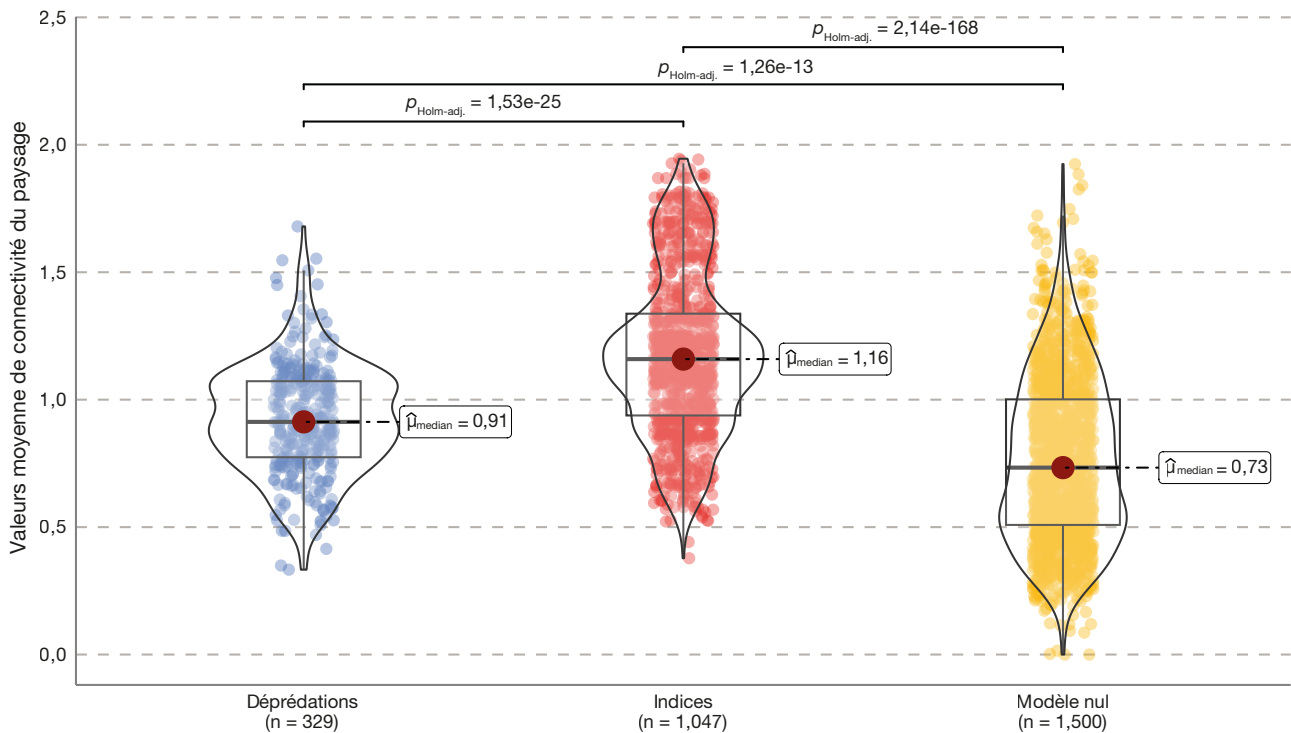 2,5
pHolm-adj. = 2,14e-168
pHolm-adj. = 1,26e-13
pHolm-adj. = 1,53e-25
2,0
1,5
1,0
0,5
0,0
Valeurs moyenne de connectivité du paysage
μ̂median = 0,91
μ̂median = 1,16
μ̂median = 0,73
Déprédations
(n = 329)
Indices
(n = 1,047)
Modèle nul
(n = 1,500)